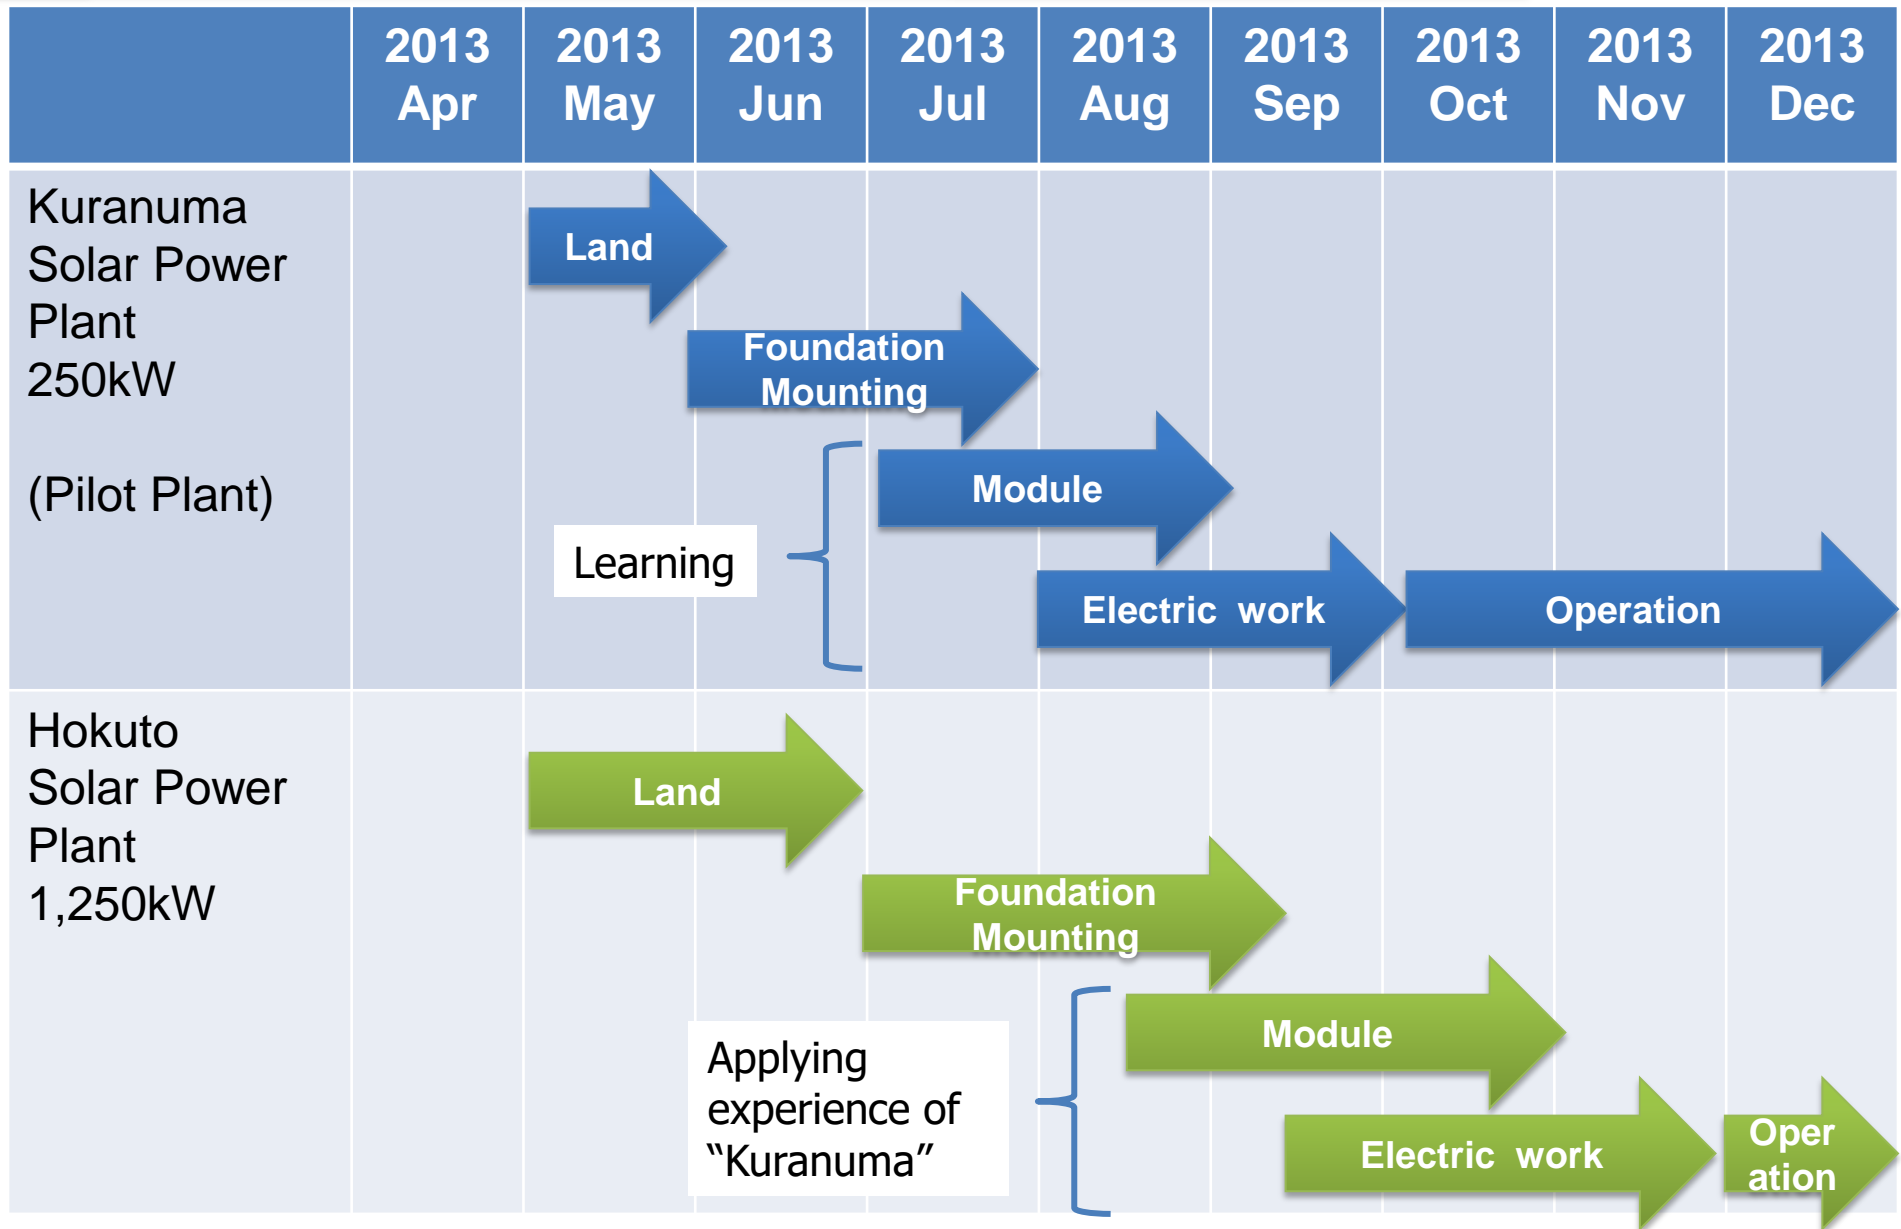 2013 2013 2013 2013 2013 2013 2013 2013 2013
Apr May Jun Jul Aug Sep Oct Nov Dec
Kuranuma
Solar Power
Plant
250kW
(Pilot Plant)
Land
Foundation
Mounting
Module
Learning
Electric work
Operation
Hokuto
Solar Power
Plant
1,250kW
Land
Foundation
Mounting
Module
Applying
experience of
“Kuranuma”
Electric work
Oper
ation